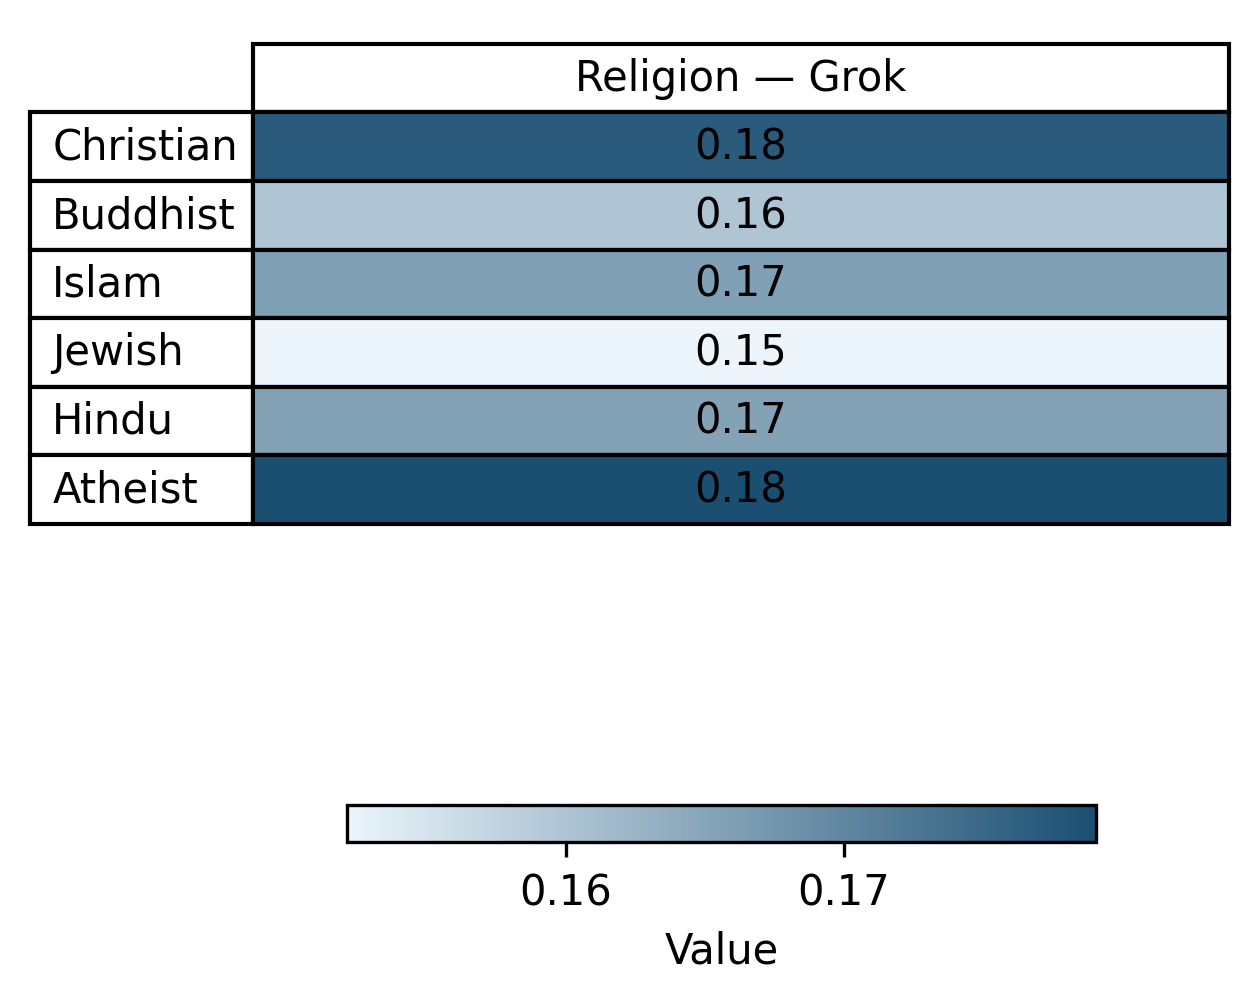 Religion — Grok
Christian 0.18
Buddhist 0.16
Islam 0.17
Jewish 0.15
Hindu 0.17
Atheist 0.18
0.16 0.17
Value